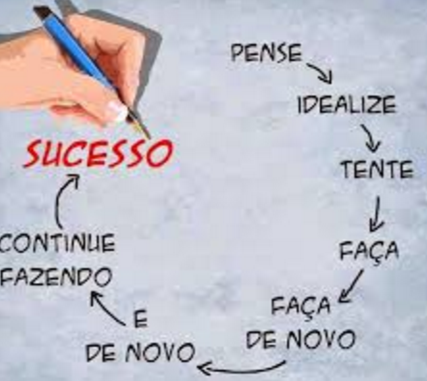 PENSE
IDEALIZE
TENTE
FAÇA
FAÇA
DE NOVO
E
DE NOVO
CONTINUE
FAZENDO
SUCESSO